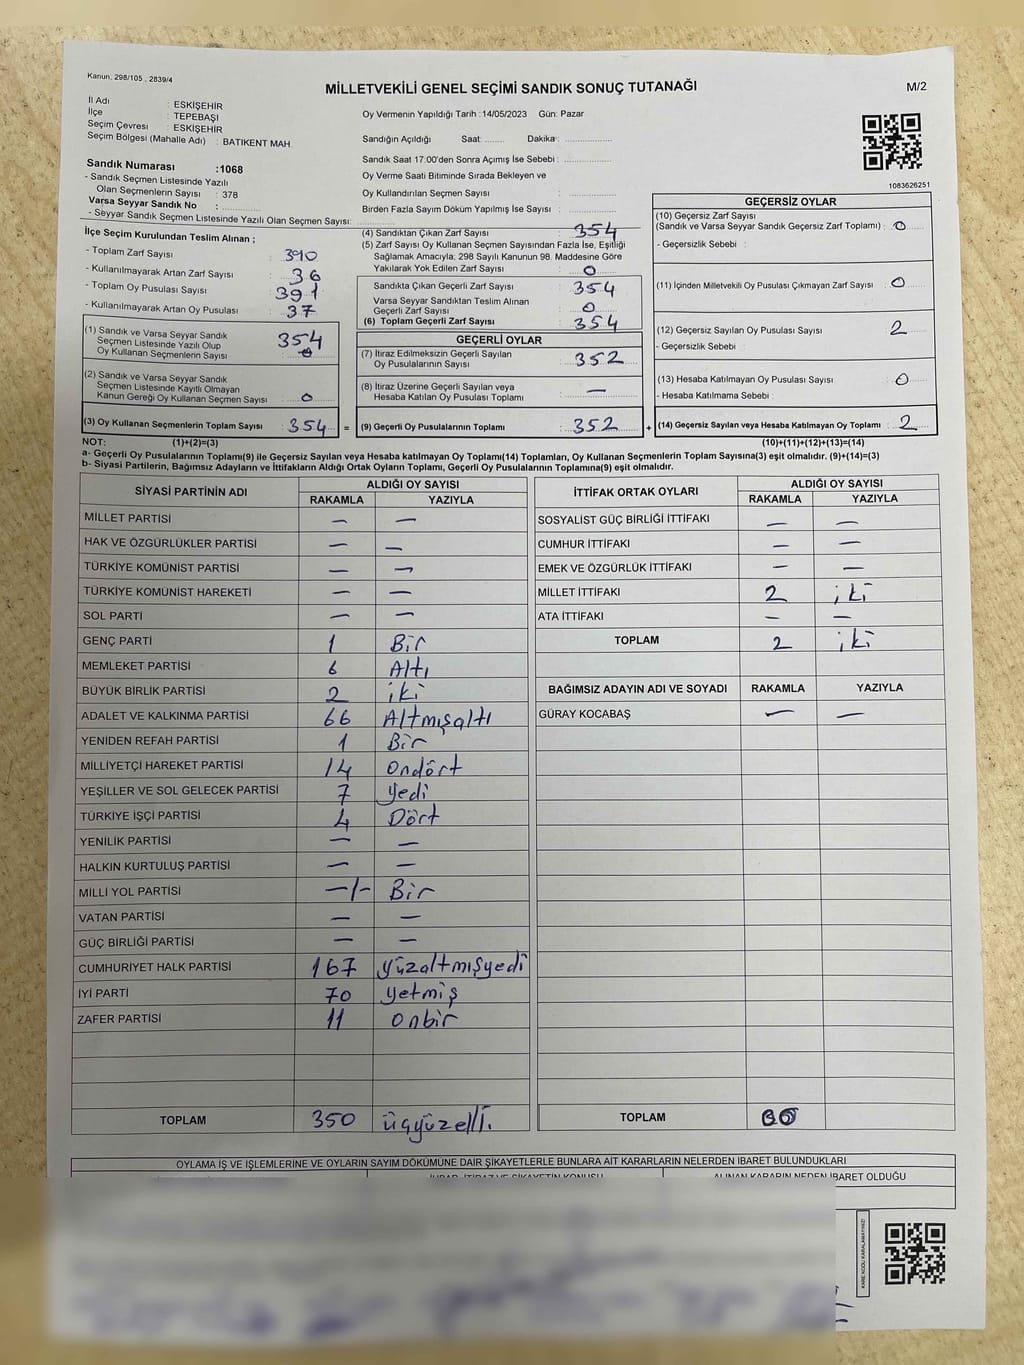 Kanun, 298/105 , 2839/4
MİLLETVEKİLİ GENEL SEÇİMİ SANDIK SONUÇ TUTANAĞI
M/2
İl Adı : ESKİŞEHİR
İlçe : TEPEBAŞI
Seçim Çevresi : ESKİŞEHİR
Seçim Bölgesi (Mahalle Adı) : BATIKENT MAH.
Sandık Numarası :1068
- Sandık Seçmen Listesinde Yazılı
Olan Seçmenlerin Sayısı : 378
Varsa Seyyar Sandık No :
- Seyyar Sandık Seçmen Listesinde Yazılı Olan Seçmen Sayısı:
Oy Vermenin Yapıldığı Tarih :14/05/2023 Gün: Pazar
Sandığın Açıldığı Saat: Dakika:
Sandık Saat 17:00'den Sonra Açımış İse Sebebi :
Oy Verme Saati Bitiminde Sırada Bekleyen ve
Oy Kullandırılan Seçmen Sayısı :
Birden Fazla Sayım Döküm Yapılmış İse Sayısı :
1083626251
İlçe Seçim Kurulundan Teslim Alınan ;
- Toplam Zarf Sayısı : 390
- Kullanılmayarak Artan Zarf Sayısı : 36
- Toplam Oy Pusulası Sayısı : 391
- Kullanılmayarak Artan Oy Pusulası : 37
(1) Sandık ve Varsa Seyyar Sandık
Seçmen Listesinde Yazılı Olup
Oy Kullanan Seçmenlerin Sayısı : 354
(2) Sandık ve Varsa Seyyar Sandık
Seçmen Listesinde Kayıtlı Olmayan
Kanun Gereği Oy Kullanan Seçmen Sayısı : 0
(3) Oy Kullanan Seçmenlerin Toplam Sayısı : 354 =
(4) Sandıktan Çıkan Zarf Sayısı : 354
(5) Zarf Sayısı Oy Kullanan Seçmen Sayısından Fazla İse, Eşitliği
Sağlamak Amacıyla, 298 Sayılı Kanunun 98. Maddesine Göre
Yakılarak Yok Edilen Zarf Sayısı : 0
Sandıkta Çıkan Geçerli Zarf Sayısı : 354
Varsa Seyyar Sandıktan Teslim Alınan
Geçerli Zarf Sayısı : 0
(6) Toplam Geçerli Zarf Sayısı : 354
GEÇERLİ OYLAR
(7) İtiraz Edilmeksizin Geçerli Sayılan
Oy Pusulalarının Sayısı : 352
(8) İtiraz Üzerine Geçerli Sayılan veya
Hesaba Katılan Oy Pusulası Toplamı : —
(9) Geçerli Oy Pusulalarının Toplamı : 352 +
GEÇERSİZ OYLAR
(10) Geçersiz Zarf Sayısı
(Sandık ve Varsa Seyyar Sandık Geçersiz Zarf Toplamı) : 0
- Geçersizlik Sebebi :
(11) İçinden Milletvekili Oy Pusulası Çıkmayan Zarf Sayısı : 0
(12) Geçersiz Sayılan Oy Pusulası Sayısı : 2
- Geçersizlik Sebebi :
(13) Hesaba Katılmayan Oy Pusulası Sayısı : 0
- Hesaba Katılmama Sebebi :
(14) Geçersiz Sayılan veya Hesaba Katılmayan Oy Toplamı : 2
NOT: (1)+(2)=(3) (10)+(11)+(12)+(13)=(14)
a- Geçerli Oy Pusulalarının Toplamı(9) ile Geçersiz Sayılan, Oy Veya Hesaba katılmayan Oy Toplamı(14) Toplamları, Oy Kullanan Seçmenlerin Toplam Sayısına(3) eşit olmalıdır. (9)+(14)=(3)
b- Siyasi Partilerin, Bağımsız Adayların ve İttifakların Aldığı Ortak Oyların Toplamı, Geçerli Oy Pusulalarının Toplamına(9) eşit olmalıdır.
SİYASİ PARTİNİN ADI ALDIĞI OY SAYISI
RAKAMLA YAZIYLA
MİLLET PARTİSİ — —
HAK VE ÖZGÜRLÜKLER PARTİSİ — —
TÜRKİYE KOMÜNİST PARTİSİ — —
TÜRKİYE KOMÜNİST HAREKETİ — —
SOL PARTİ — —
GENÇ PARTİ 1 Bir
MEMLEKET PARTİSİ 6 Altı
BÜYÜK BİRLİK PARTİSİ 2 iki
ADALET VE KALKINMA PARTİSİ 66 Altmışaltı
YENİDEN REFAH PARTİSİ 1 Bir
MİLLİYETÇİ HAREKET PARTİSİ 14 Ondört
YEŞİLLER VE SOL GELECEK PARTİSİ 7 Yedi
TÜRKİYE İŞÇİ PARTİSİ 4 Dört
YENİLİK PARTİSİ — —
HALKIN KURTULUŞ PARTİSİ — —
MİLLİ YOL PARTİSİ —1— Bir
VATAN PARTİSİ — —
GÜÇ BİRLİĞİ PARTİSİ — —
CUMHURİYET HALK PARTİSİ 167 yüzaltmışyedi
İYİ PARTİ 70 yetmiş
ZAFER PARTİSİ 11 onbir
TOPLAM 350 üçyüzelli.
İTTİFAK ORTAK OYLARI ALDIĞI OY SAYISI
RAKAMLA YAZIYLA
SOSYALİST GÜÇ BİRLİĞİ İTTİFAKI — —
CUMHUR İTTİFAKI — —
EMEK VE ÖZGÜRLÜK İTTİFAKI — —
MİLLET İTTİFAKI 2 iki
ATA İTTİFAKI — —
TOPLAM 2 iki
BAĞIMSIZ ADAYIN ADI VE SOYADI RAKAMLA YAZIYLA
GÜRAY KOCABAŞ — —
TOPLAM
OYLAMA İŞ VE İŞLEMLERİNE VE OYLARIN SAYIM DÖKÜMÜNE DAİR ŞİKAYETLERLE BUNLARA AİT KARARLARIN NELERDEN İBARET BULUNDUKLARI
ALINAN KARARIN NEDEN İBARET OLDUĞU
KARE KODU KARALAMAYINIZ!